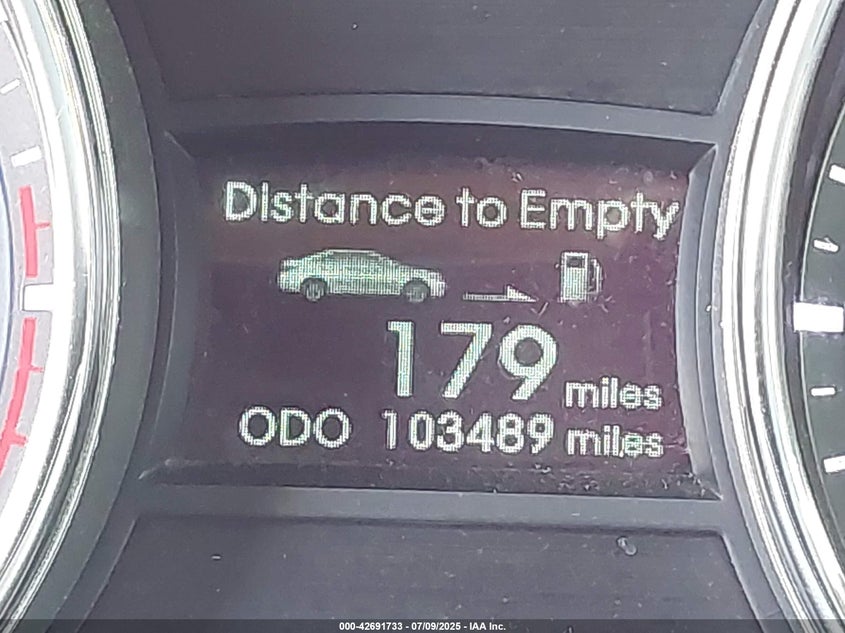 Distance to Empty
179 miles
ODO 103489 miles
000-42691733 - 07/09/2025 - IAA Inc.